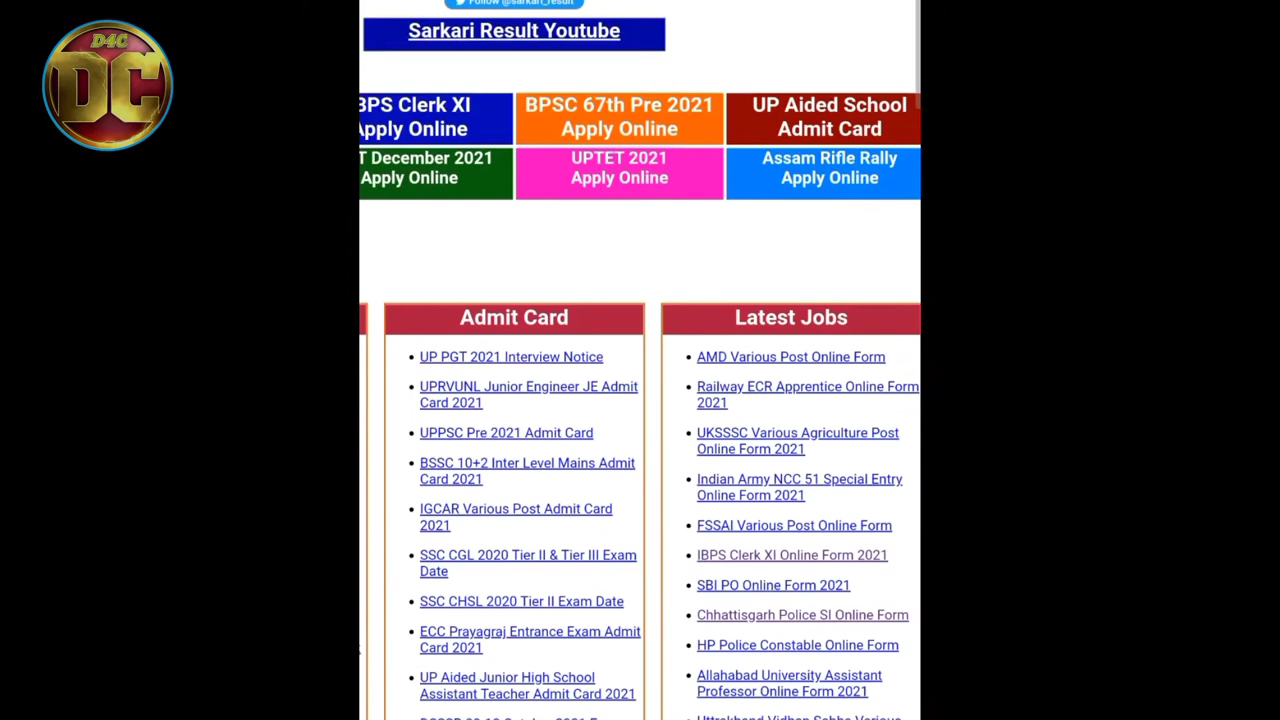 D4C
DC
Follow @sarkari_result
Sarkari Result Youtube
BPS Clerk XI
Apply Online
BPSC 67th Pre 2021
Apply Online
UP Aided School
Admit Card
T December 2021
Apply Online
UPTET 2021
Apply Online
Assam Rifle Rally
Apply Online
Admit Card
UP PGT 2021 Interview Notice
UPRVUNL Junior Engineer JE Admit
Card 2021
UPPSC Pre 2021 Admit Card
BSSC 10+2 Inter Level Mains Admit
Card 2021
IGCAR Various Post Admit Card
2021
SSC CGL 2020 Tier II & Tier III Exam
Date
SSC CHSL 2020 Tier II Exam Date
ECC Prayagraj Entrance Exam Admit
Card 2021
UP Aided Junior High School
Assistant Teacher Admit Card 2021
Latest Jobs
AMD Various Post Online Form
Railway ECR Apprentice Online Form
2021
UKSSSC Various Agriculture Post
Online Form 2021
Indian Army NCC 51 Special Entry
Online Form 2021
FSSAI Various Post Online Form
IBPS Clerk XI Online Form 2021
SBI PO Online Form 2021
Chhattisgarh Police SI Online Form
HP Police Constable Online Form
Allahabad University Assistant
Professor Online Form 2021
Uttrakhand Vidhan Sabha Various